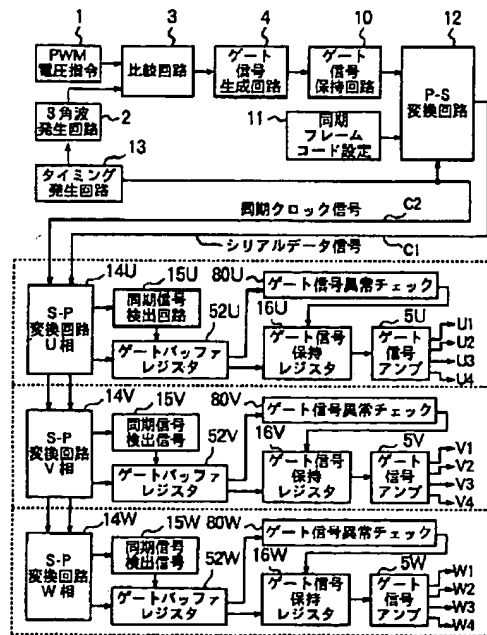 1
3
4
10
12
PWM
電圧指令
比較回路
ゲート
信号
生成回路
ゲート
信号
保持回路
P-S
変換回路
3角波
発生回路
2
11
同期
フレーム
コード設定
13
タイミング
発生回路
同期クロック信号
C2
シリアルデータ信号
C1
14U
15U
80U
ゲート信号異常チェック
S-P
変換回路
U相
同期信号
検出回路
52U
16U
5U
ゲートバッファ
レジスタ
ゲート信号
保持
レジスタ
ゲート
信号
アンプ
U1
U2
U3
U4
14V
15V
80V
ゲート信号異常チェック
S-P
変換回路
V相
同期信号
検出信号
52V
16V
5V
ゲートバッファ
レジスタ
ゲート信号
保持
レジスタ
ゲート
信号
アンプ
V1
V2
V3
V4
14W
15W
80W
ゲート信号異常チェック
S-P
変換回路
W相
同期信号
検出信号
52W
16W
5W
ゲートバッファ
レジスタ
ゲート信号
保持
レジスタ
ゲート
信号
アンプ
W1
W2
W3
W4